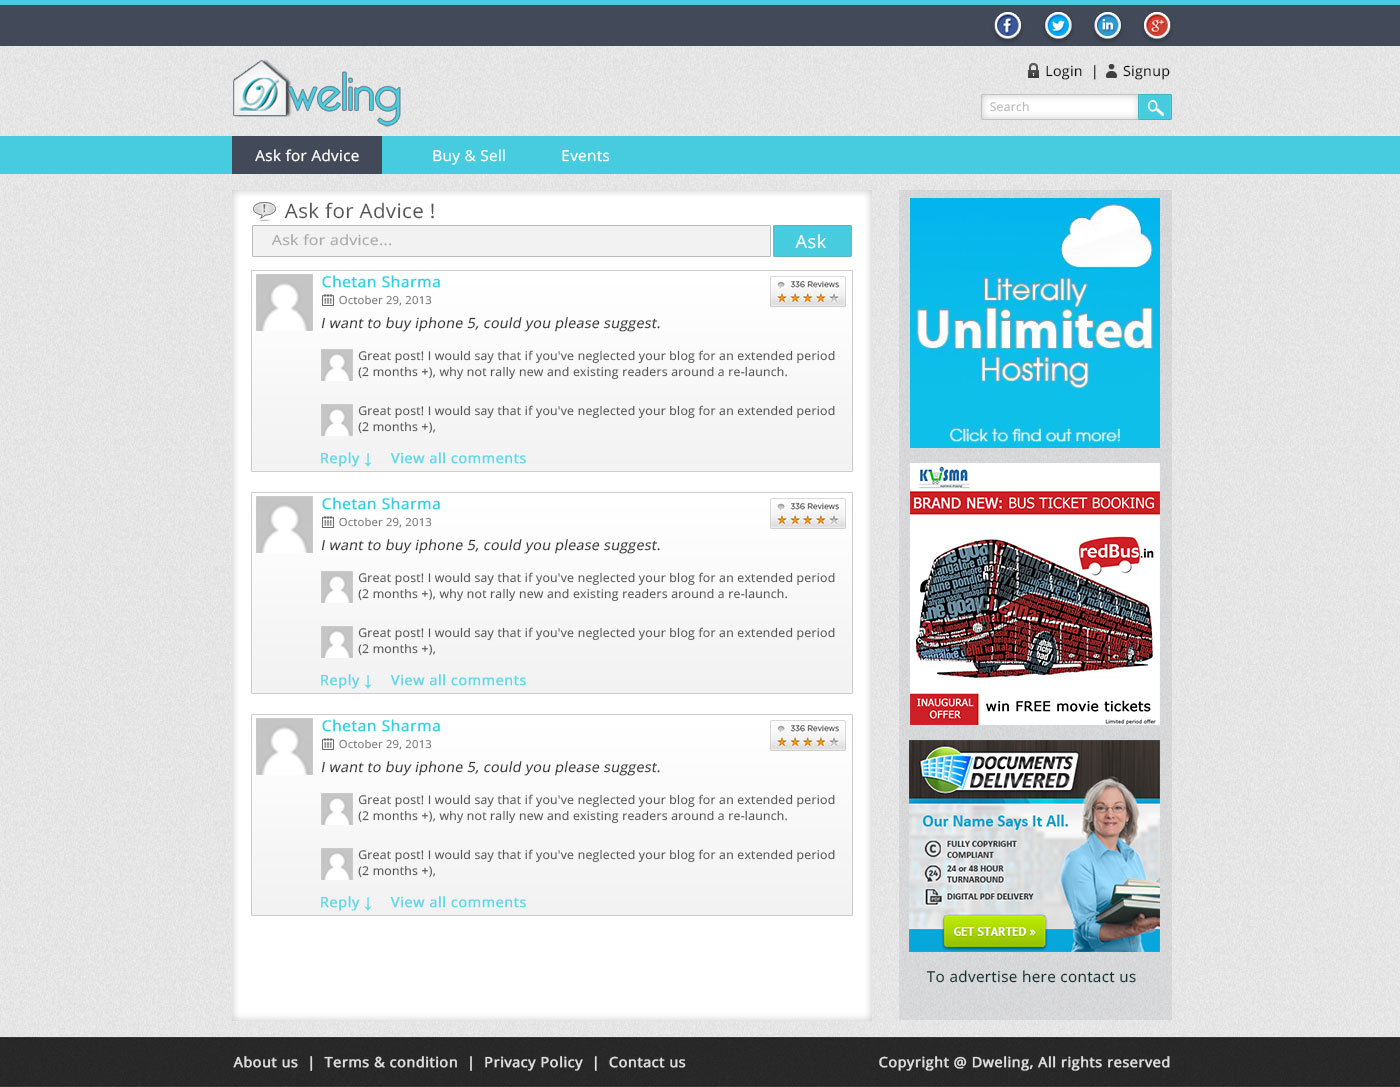 f
in
g+
Dweling
Login | Signup
Search
Ask for Advice
Buy & Sell
Events
Ask for Advice !
Ask for advice...
Ask
Chetan Sharma
336 Reviews
October 29, 2013
I want to buy iphone 5, could you please suggest.
Great post! I would say that if you've neglected your blog for an extended period
(2 months +), why not rally new and existing readers around a re-launch.
Great post! I would say that if you've neglected your blog for an extended period
(2 months +),
Reply ↓ View all comments
Chetan Sharma
336 Reviews
October 29, 2013
I want to buy iphone 5, could you please suggest.
Great post! I would say that if you've neglected your blog for an extended period
(2 months +), why not rally new and existing readers around a re-launch.
Great post! I would say that if you've neglected your blog for an extended period
(2 months +),
Reply ↓ View all comments
Chetan Sharma
336 Reviews
October 29, 2013
I want to buy iphone 5, could you please suggest.
Great post! I would say that if you've neglected your blog for an extended period
(2 months +), why not rally new and existing readers around a re-launch.
Great post! I would say that if you've neglected your blog for an extended period
(2 months +),
Reply ↓ View all comments
Literally
Unlimited
Hosting
Click to find out more!
BRAND NEW: BUS TICKET BOOKING
redBus.in
INAUGURAL
OFFER
win FREE movie tickets
Limited period offer
DOCUMENTS
DELIVERED
Our Name Says It All.
FULLY COPYRIGHT
COMPLIANT
24 or 48 HOUR
TURNAROUND
DIGITAL PDF DELIVERY
GET STARTED »
To advertise here contact us
About us | Terms & condition | Privacy Policy | Contact us
Copyright @ Dweling, All rights reserved